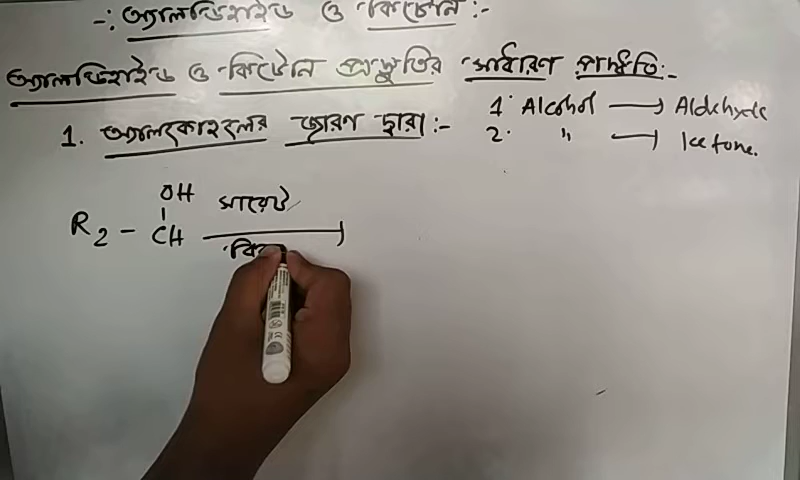 -: অ্যালডিহাইড ও কিটোন :-
অ্যালডিহাইড ও কিটোন প্রস্তুতির সাধারণ পদ্ধতি:-
1. অ্যালকোহলের জারণ দ্বারা :-
1. Alcohol ⟶ Aldehyde
2. " ⟶ Ketone.
OH
R2 - CH ⟶